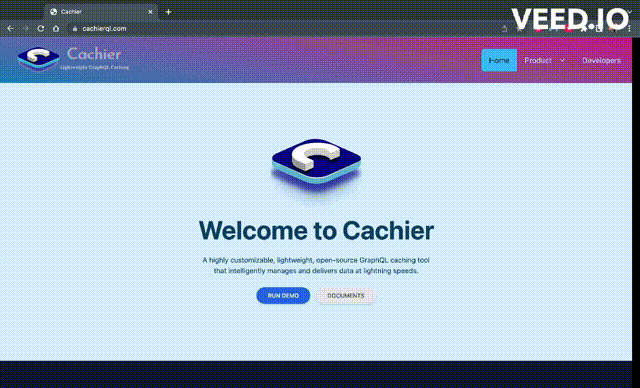 Cachier
VEED.IO
cachierql.com
Cachier
Lightweight GraphQL Caching
Home
Product
Developers
Welcome to Cachier
A highly customizable, lightweight, open-source GraphQL caching tool
that intelligently manages and delivers data at lightning speeds.
RUN DEMO
DOCUMENTS